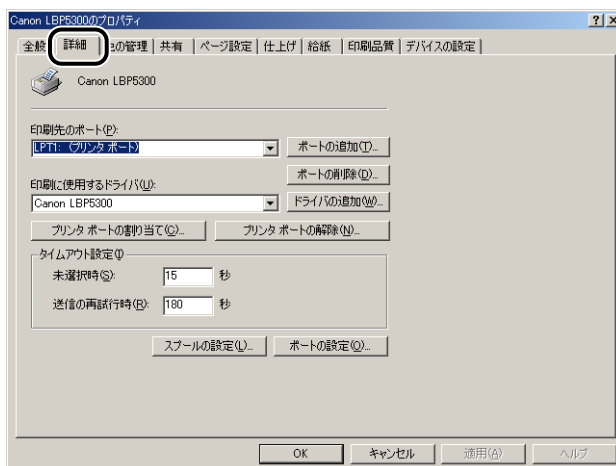 Canon LBP5300のプロパティ
全般 詳細 色の管理 共有 ページ設定 仕上げ 給紙 印刷品質 デバイスの設定
Canon LBP5300
印刷先のポート(P):
LPT1: (プリンタ ポート) ポートの追加(T)...
ポートの削除(D)...
印刷に使用するドライバ(U):
Canon LBP5300 ドライバの追加(W)...
プリンタ ポートの割り当て(C)... プリンタ ポートの解除(N)...
タイムアウト設定(I)
未選択時(S): 15 秒
送信の再試行時(R): 180 秒
スプールの設定(L)... ポートの設定(O)...
OK キャンセル 適用(A) ヘルプ